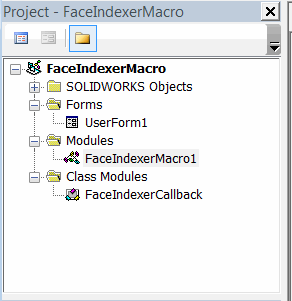 Project - FaceIndexerMacro
FaceIndexerMacro
SOLIDWORKS Objects
Forms
UserForm1
Modules
FaceIndexerMacro1
Class Modules
FaceIndexerCallback